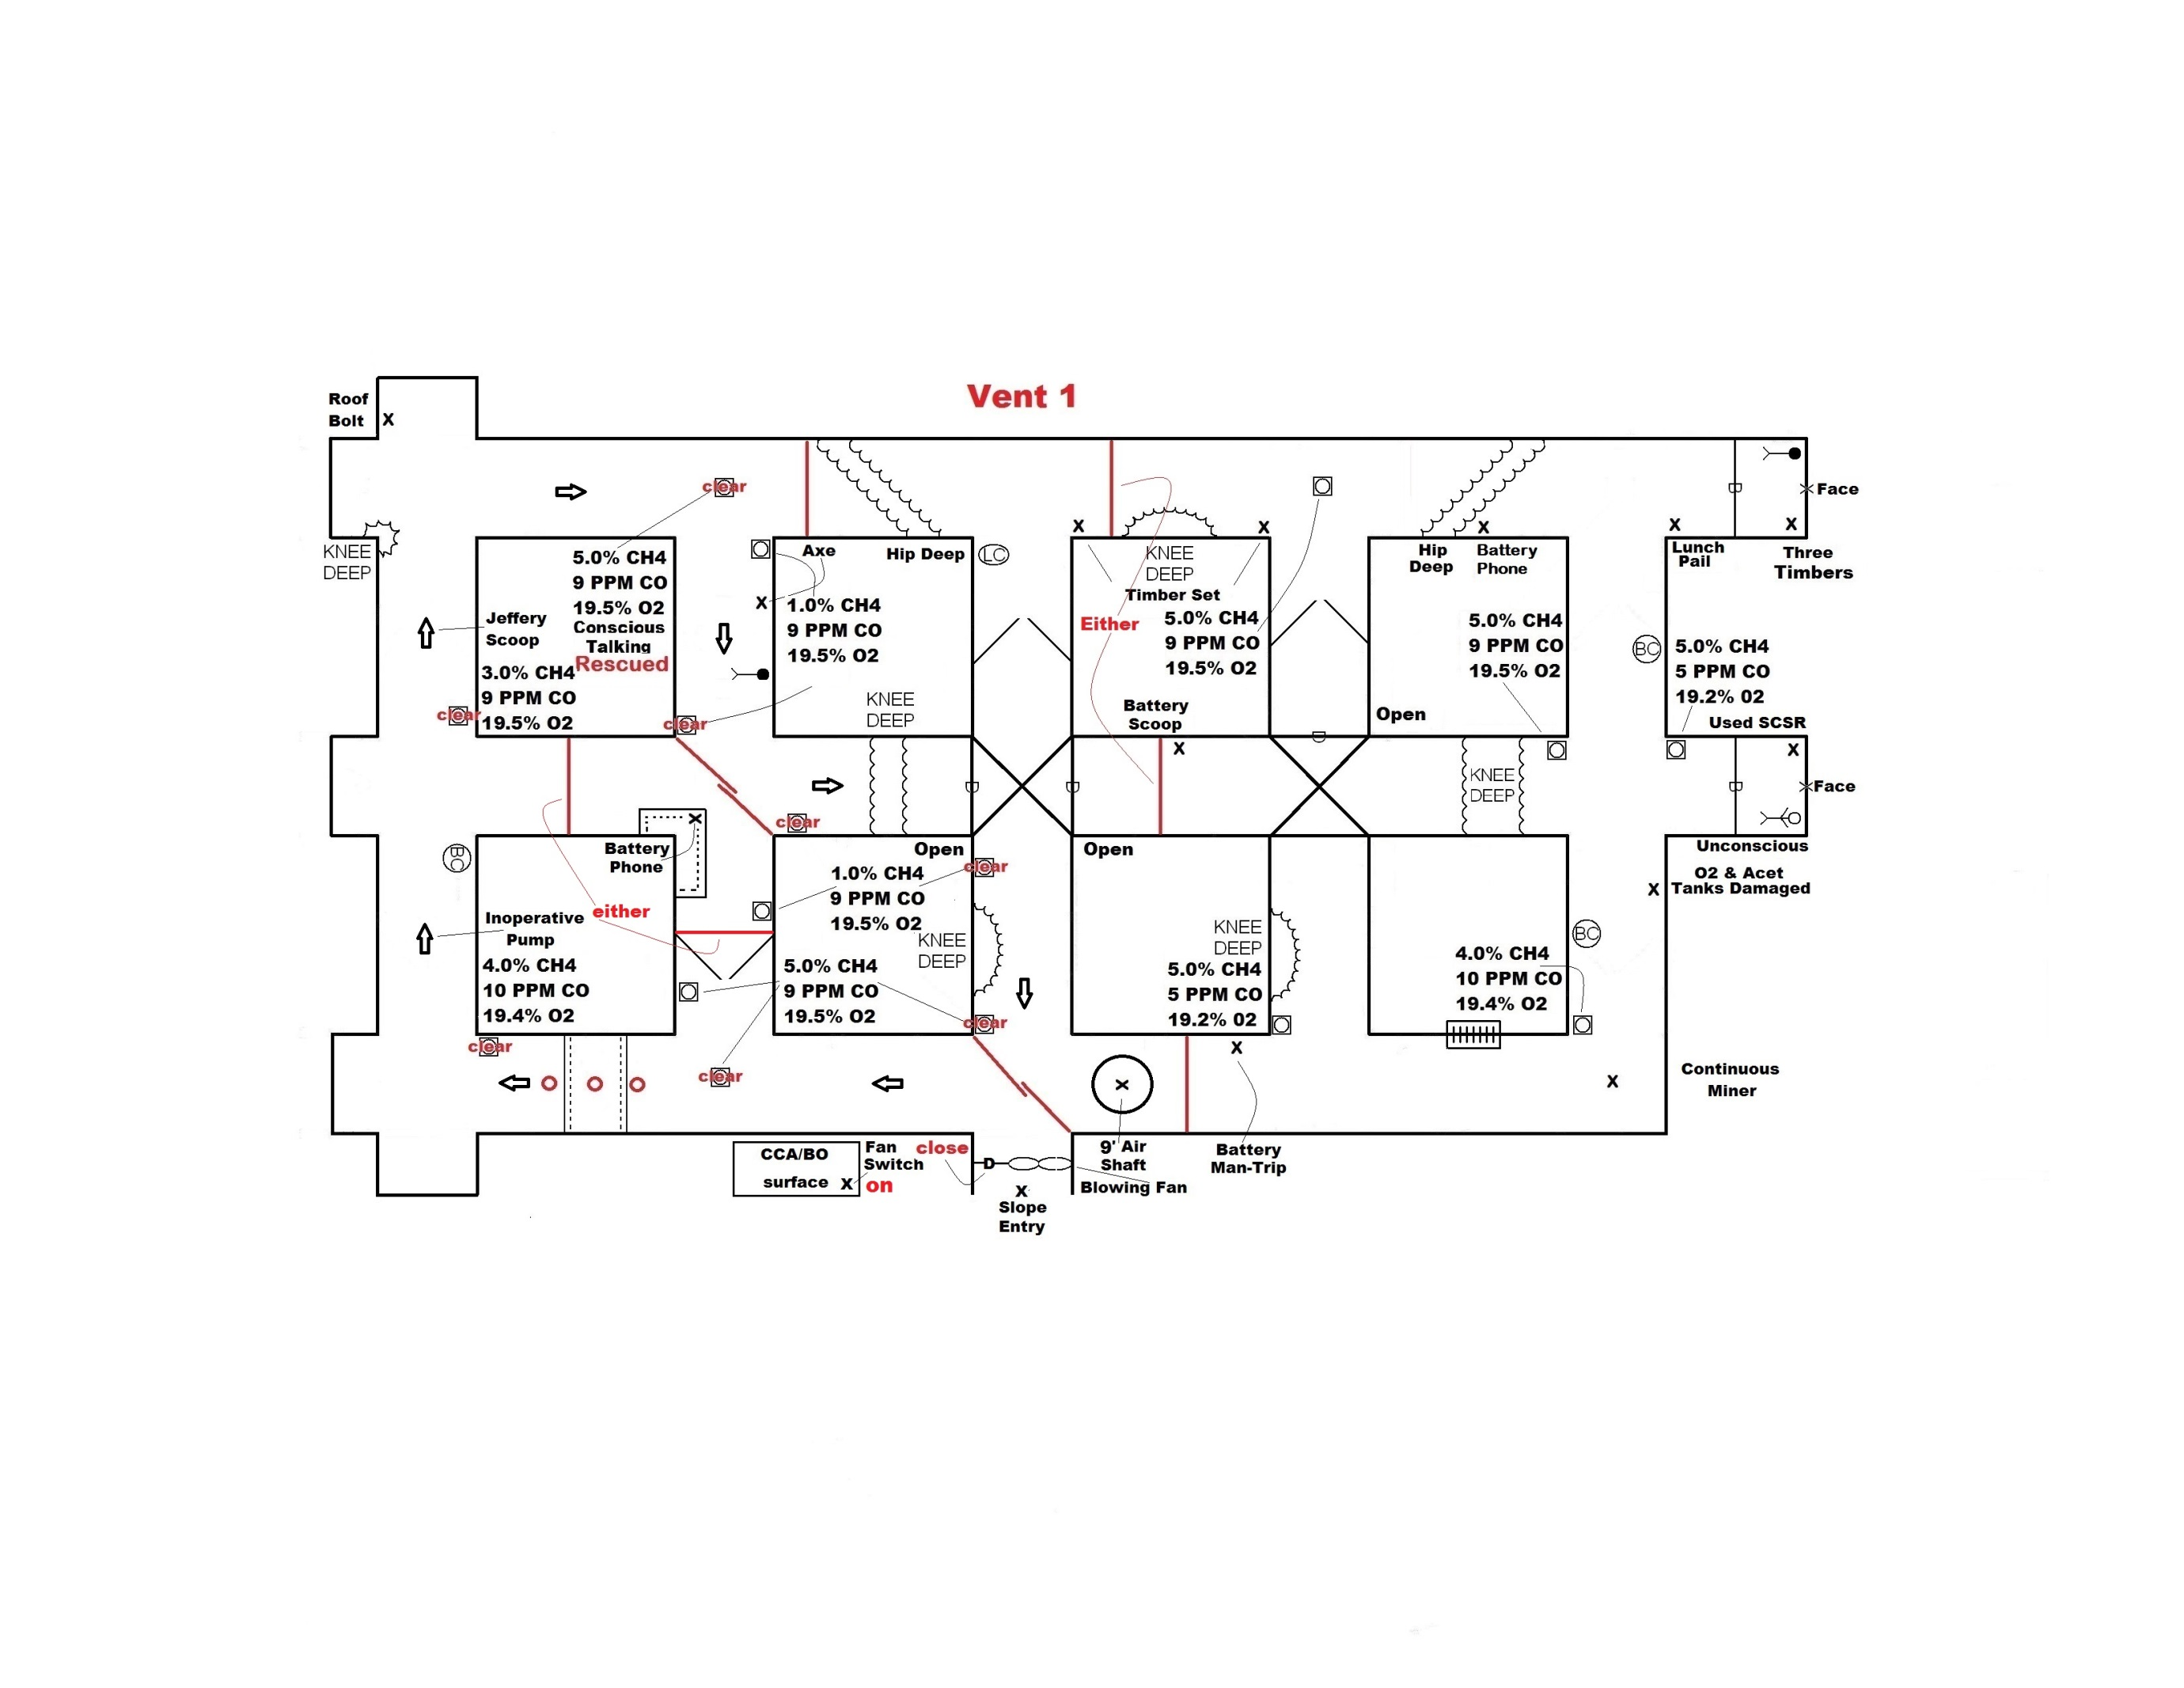 Vent 1
Roof
Bolt X
clear
Face
X
X
X
X
X
KNEE
DEEP
Axe
Hip Deep
LC
KNEE
DEEP
Timber Set
Hip
Deep
Battery
Phone
Lunch
Pail
Three
Timbers
5.0% CH4
9 PPM CO
19.5% O2
Conscious
Talking
Rescued
Jeffery
Scoop
3.0% CH4
9 PPM CO
19.5% O2
clear
clear
X
1.0% CH4
9 PPM CO
19.5% O2
KNEE
DEEP
Either
5.0% CH4
9 PPM CO
19.5% O2
Battery
Scoop
X
5.0% CH4
9 PPM CO
19.5% O2
Open
BC
5.0% CH4
5 PPM CO
19.2% 02
Used SCSR
X
D
D
D
D
D
KNEE
DEEP
Face
clear
X
Battery
Phone
BC
Open
Open
Unconscious
O2 & Acet
X Tanks Damaged
clear
1.0% CH4
9 PPM CO
19.5% O2
either
Inoperative
Pump
4.0% CH4
10 PPM CO
19.4% O2
KNEE
DEEP
5.0% CH4
9 PPM CO
19.5% O2
KNEE
DEEP
5.0% CH4
5 PPM CO
19.2% 02
BC
4.0% CH4
10 PPM CO
19.4% O2
clear
clear
clear
X
X
X
Continuous
Miner
CCA/BO
surface X
Fan
Switch
on
close
D
X
Slope
Entry
9' Air
Shaft
Blowing Fan
Battery
Man-Trip